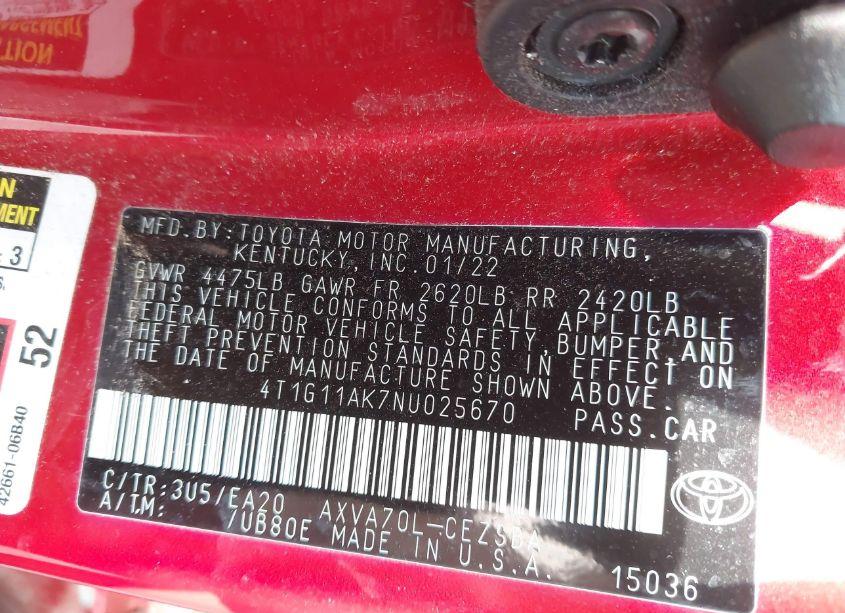 MFD.BY:TOYOTA MOTOR MANUFACTURING,
KENTUCKY, INC. 01/22
GVWR 4475LB GAWR FR 2620LB RR 2420LB
THIS VEHICLE CONFORMS TO ALL APPLICABLE
FEDERAL MOTOR VEHICLE SAFETY, BUMPER, AND
THEFT PREVENTION STANDARDS IN EFFECT ON
THE DATE OF MANUFACTURE SHOWN ABOVE.
4T1G11AK7NU025670 PASS.CAR
C/TR:3U5/EA20 AXVA70L-CEZSBA
A/TM: /UB80E MADE IN U.S.A.
15036
N
MENT
3
S.
52
42661-06B40